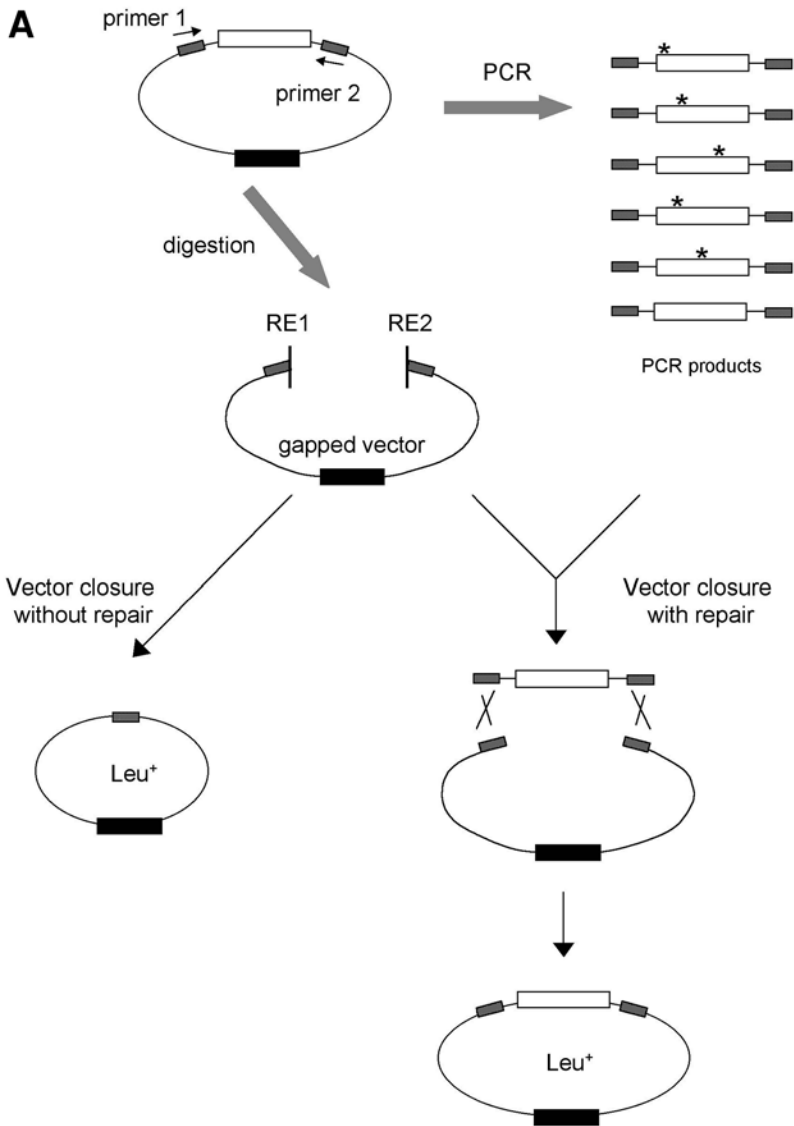 A
primer 1
primer 2
PCR
*
*
*
*
*
digestion
RE1
RE2
PCR products
gapped vector
Vector closure
without repair
Vector closure
with repair
Leu⁺
Leu⁺